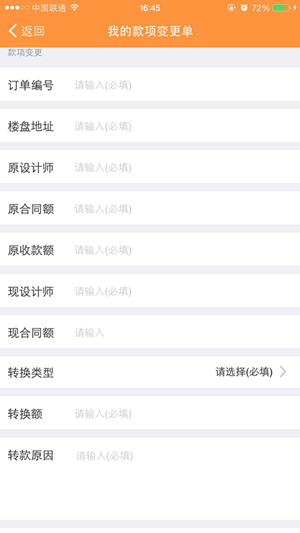 中国联通 16:45 72%
返回 我的款项变更单
款项变更
订单编号 请输入(必填)
楼盘地址 请输入(必填)
原设计师 请输入(必填)
原合同额 请输入(必填)
原收款额 请输入(必填)
现设计师 请输入(必填)
现合同额 请输入
转换类型 请选择(必填)
转换额 请输入(必填)
转款原因 请输入(必填)